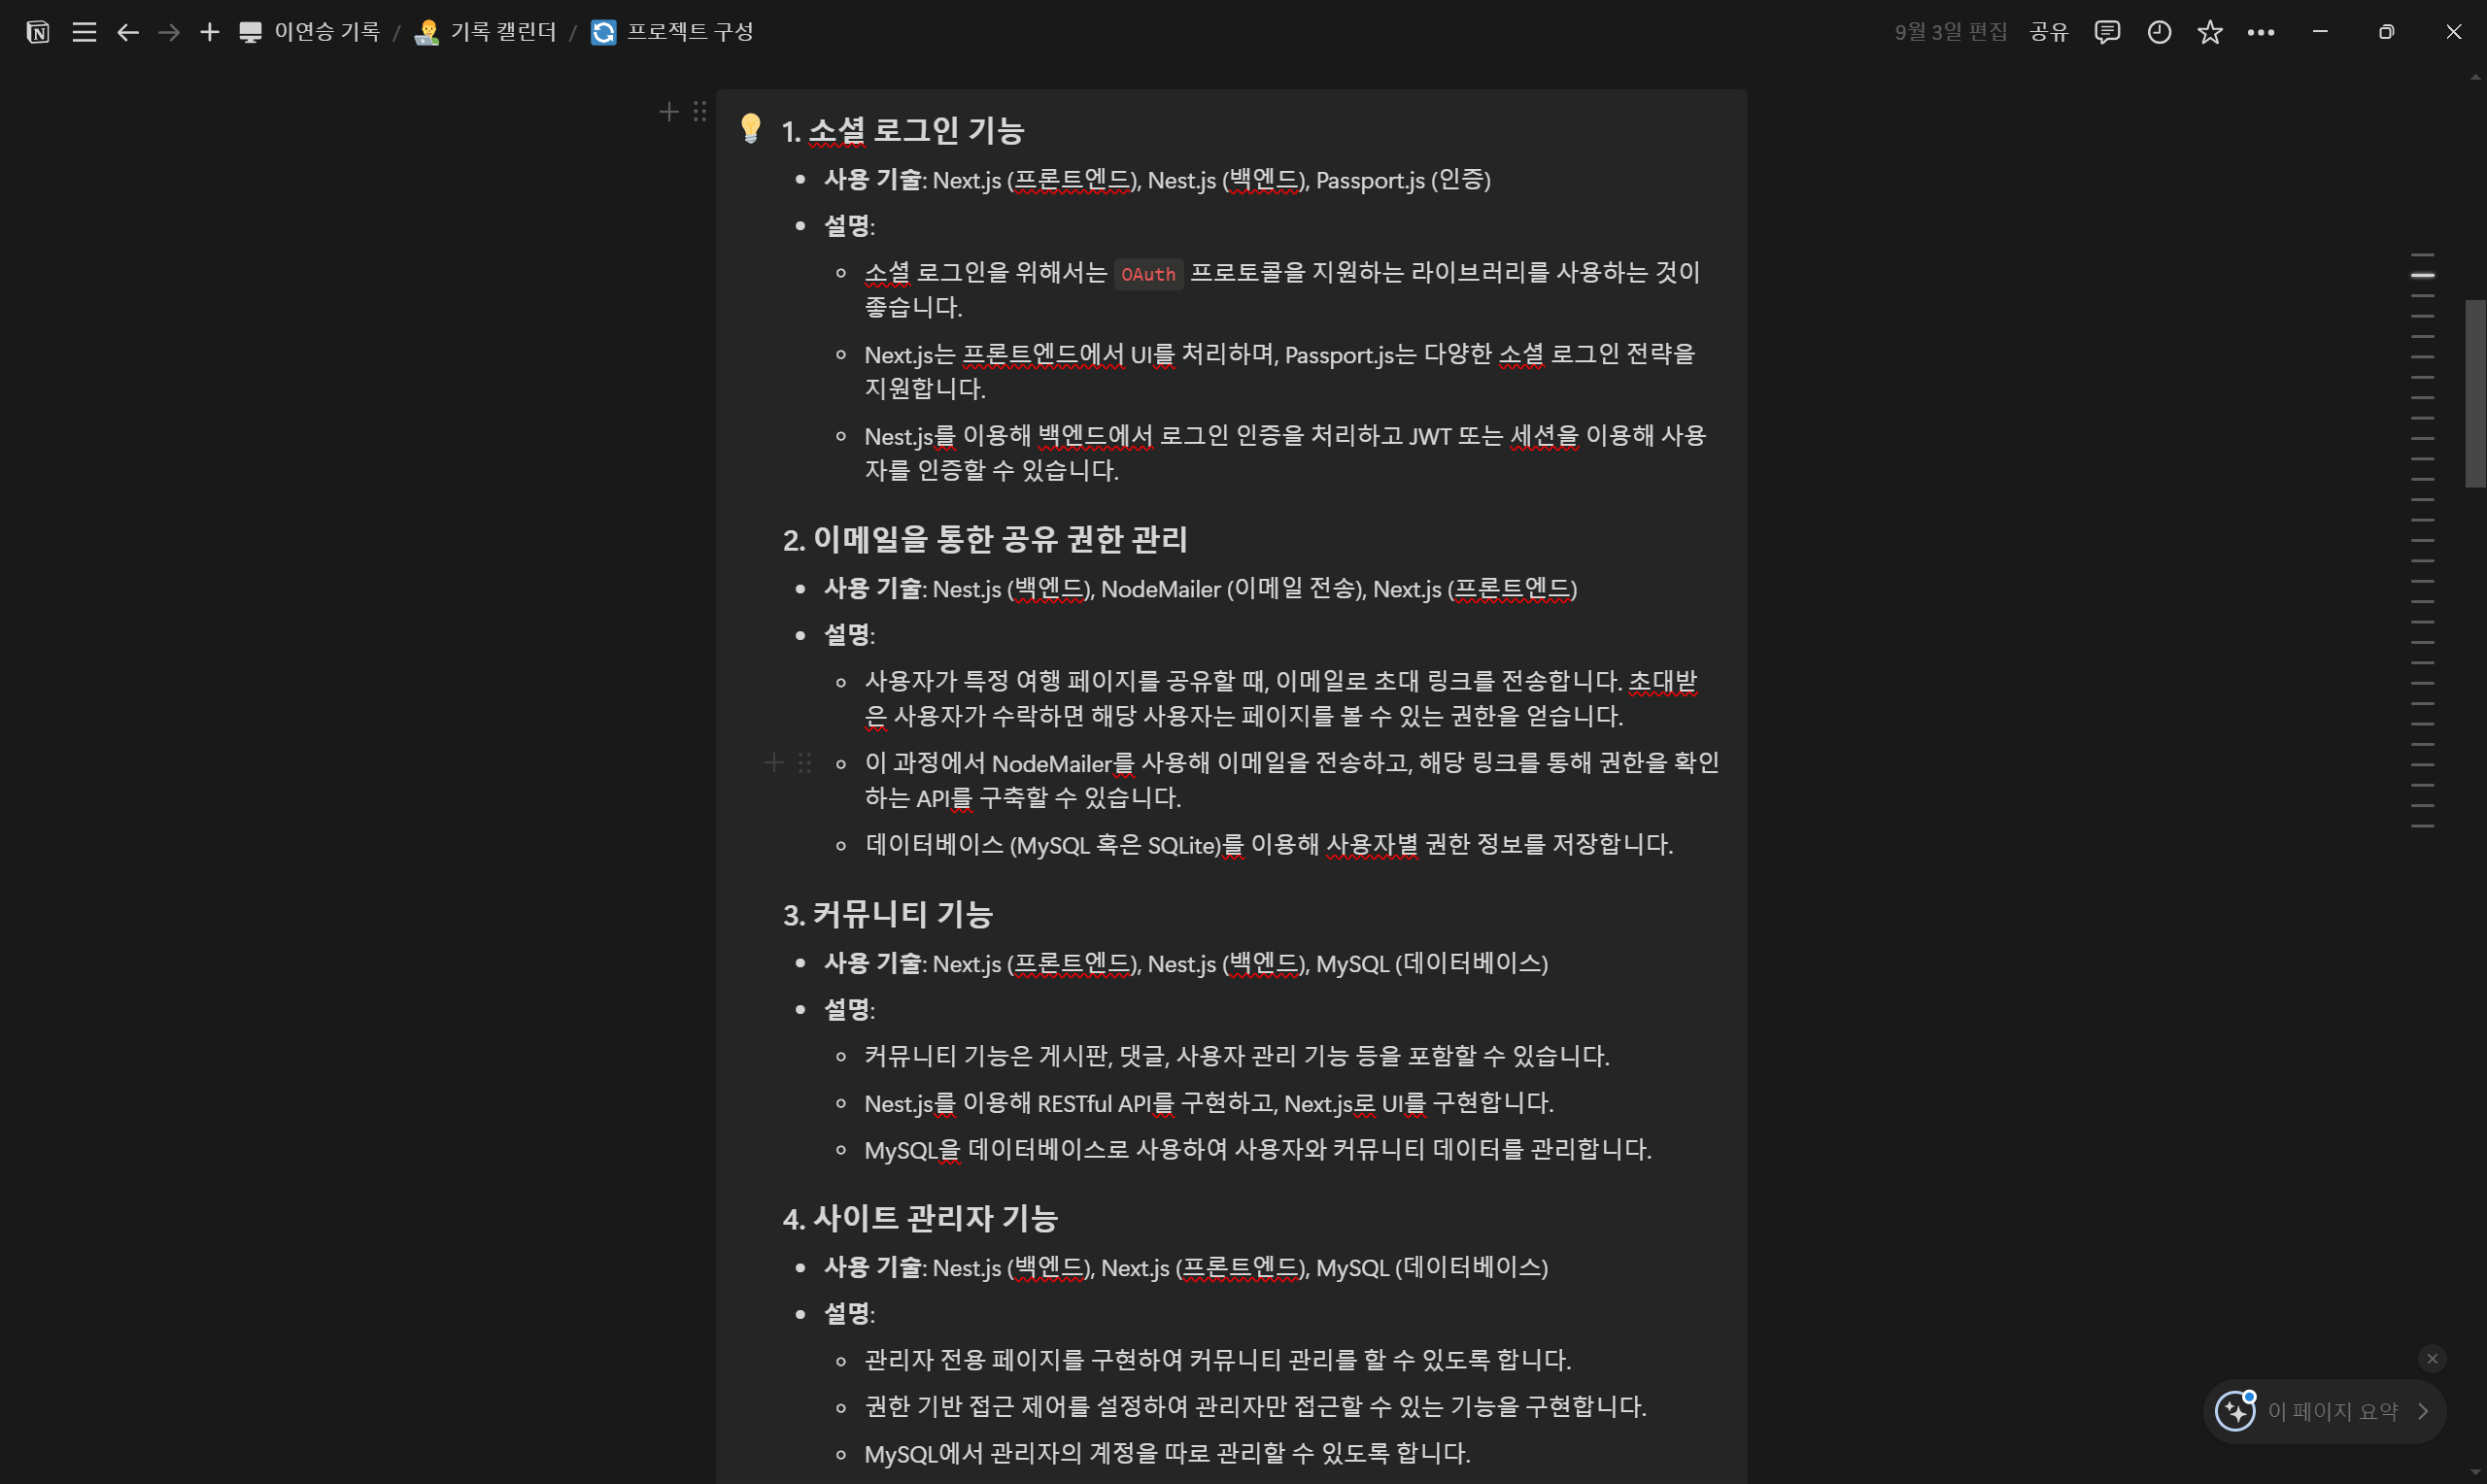 이연승 기록 / 기록 캘린더 / 프로젝트 구성
9월 3일 편집 공유
1. 소셜 로그인 기능
• 사용 기술: Next.js (프론트엔드), Nest.js (백엔드), Passport.js (인증)
• 설명:
◦ 소셜 로그인을 위해서는 OAuth 프로토콜을 지원하는 라이브러리를 사용하는 것이
좋습니다.
◦ Next.js는 프론트엔드에서 UI를 처리하며, Passport.js는 다양한 소셜 로그인 전략을
지원합니다.
◦ Nest.js를 이용해 백엔드에서 로그인 인증을 처리하고 JWT 또는 세션을 이용해 사용
자를 인증할 수 있습니다.
2. 이메일을 통한 공유 권한 관리
• 사용 기술: Nest.js (백엔드), NodeMailer (이메일 전송), Next.js (프론트엔드)
• 설명:
◦ 사용자가 특정 여행 페이지를 공유할 때, 이메일로 초대 링크를 전송합니다. 초대받
은 사용자가 수락하면 해당 사용자는 페이지를 볼 수 있는 권한을 얻습니다.
◦ 이 과정에서 NodeMailer를 사용해 이메일을 전송하고, 해당 링크를 통해 권한을 확인
하는 API를 구축할 수 있습니다.
◦ 데이터베이스 (MySQL 혹은 SQLite)를 이용해 사용자별 권한 정보를 저장합니다.
3. 커뮤니티 기능
• 사용 기술: Next.js (프론트엔드), Nest.js (백엔드), MySQL (데이터베이스)
• 설명:
◦ 커뮤니티 기능은 게시판, 댓글, 사용자 관리 기능 등을 포함할 수 있습니다.
◦ Nest.js를 이용해 RESTful API를 구현하고, Next.js로 UI를 구현합니다.
◦ MySQL을 데이터베이스로 사용하여 사용자와 커뮤니티 데이터를 관리합니다.
4. 사이트 관리자 기능
• 사용 기술: Nest.js (백엔드), Next.js (프론트엔드), MySQL (데이터베이스)
• 설명:
◦ 관리자 전용 페이지를 구현하여 커뮤니티 관리를 할 수 있도록 합니다.
◦ 권한 기반 접근 제어를 설정하여 관리자만 접근할 수 있는 기능을 구현합니다.
◦ MySQL에서 관리자의 계정을 따로 관리할 수 있도록 합니다.
이 페이지 요약